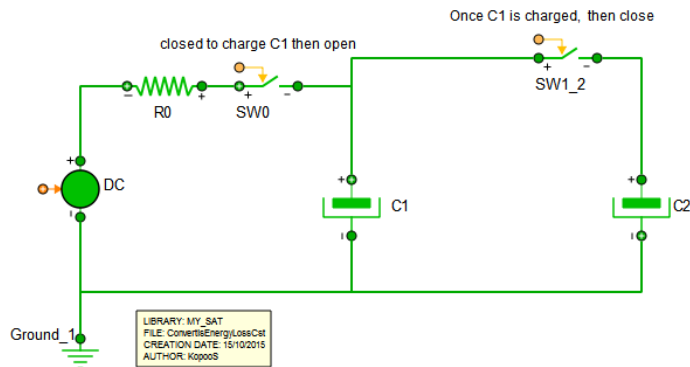 Once C1 is charged, then close
closed to charge C1 then open
SW1_2
R0
SW0
DC
C1
C2
Ground_1
LIBRARY: MY_SAT
FILE: ConvertisEnergyLossCst
CREATION DATE: 15/10/2015
AUTHOR: KopooS